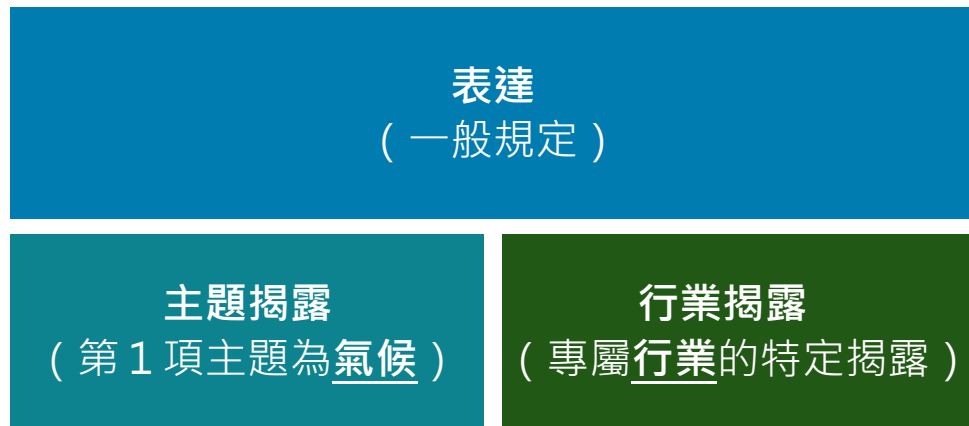 表達
（一般規定）
主題揭露
（第1項主題為氣候）
行業揭露
（專屬行業的特定揭露）